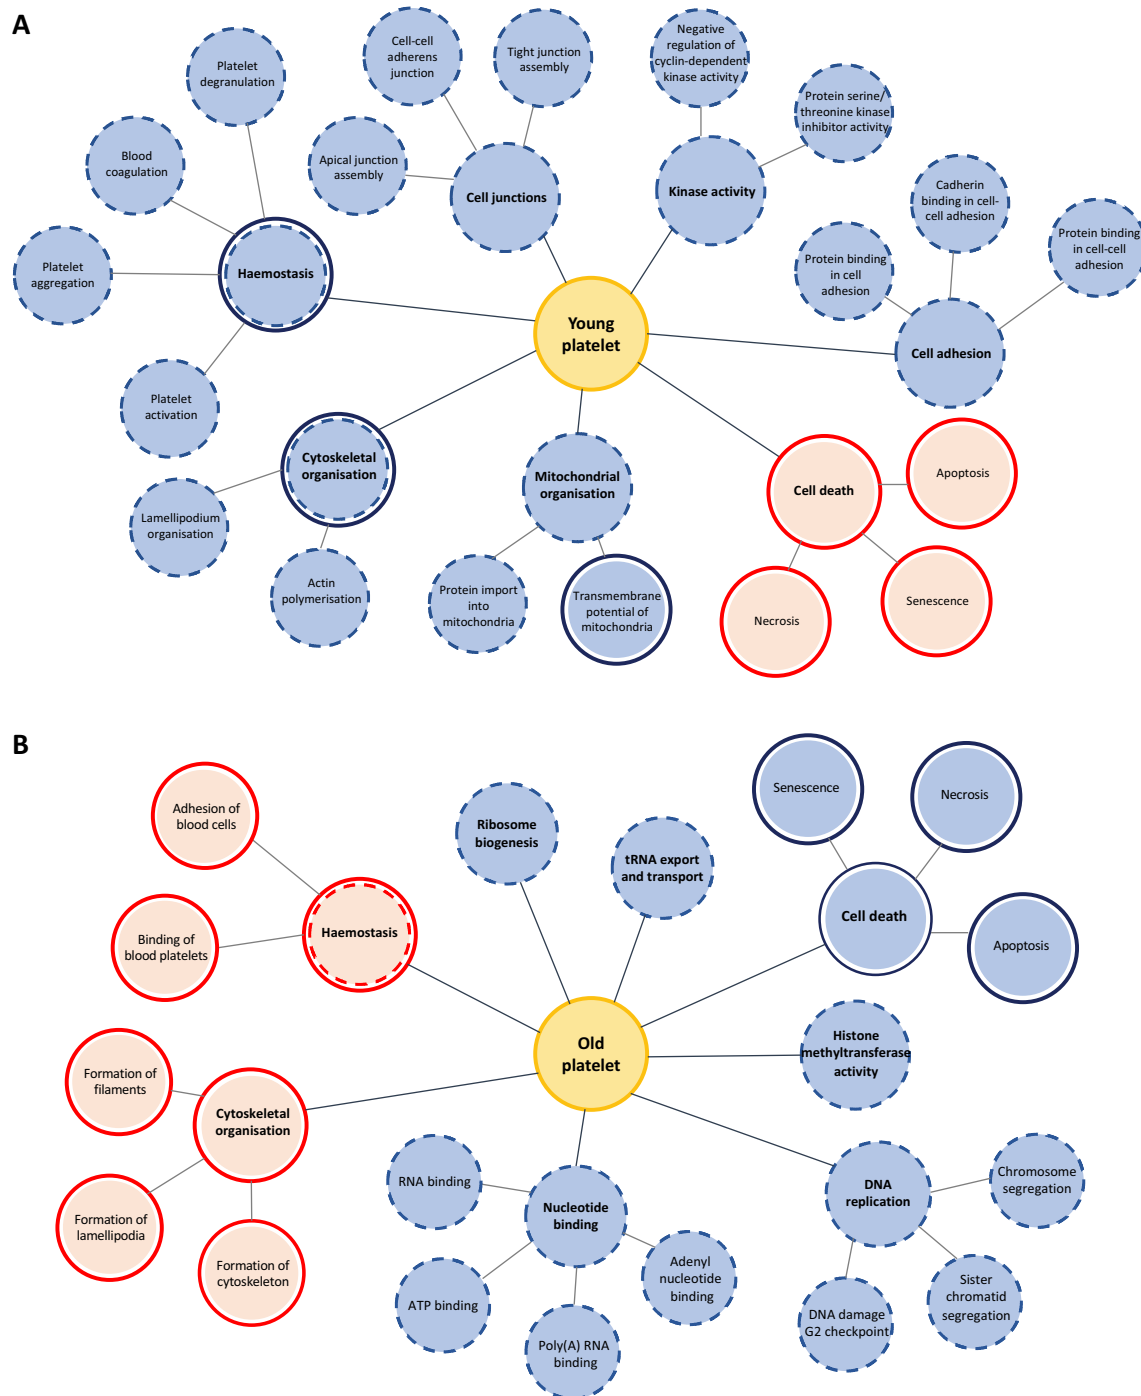 A
Platelet
degranulation
Cell-cell
adherens
junction
Tight junction
assembly
Negative
regulation of
cyclin-dependent
kinase activity
Protein serine/
threonine kinase
inhibitor activity
Blood
coagulation
Apical junction
assembly
Cell junctions
Kinase activity
Cadherin
binding in cell-
cell adhesion
Protein binding
in cell-cell
adhesion
Platelet
aggregation
Haemostasis
Protein binding
in cell
adhesion
Young
platelet
Cell adhesion
Platelet
activation
Cytoskeletal
organisation
Mitochondrial
organisation
Cell death
Apoptosis
Lamellipodium
organisation
Actin
polymerisation
Protein import
into
mitochondria
Transmembrane
potential of
mitochondria
Necrosis
Senescence
B
Adhesion of
blood cells
Ribosome
biogenesis
tRNA export
and transport
Senescence
Necrosis
Binding of
blood platelets
Haemostasis
Cell death
Apoptosis
Old
platelet
Histone
methyltransferase
activity
Formation of
filaments
Cytoskeletal
organisation
Formation of
lamellipodia
Formation of
cytoskeleton
RNA binding
Nucleotide
binding
DNA
replication
Chromosome
segregation
ATP binding
Poly(A) RNA
binding
Adenyl
nucleotide
binding
DNA damage
G2 checkpoint
Sister
chromatid
segregation